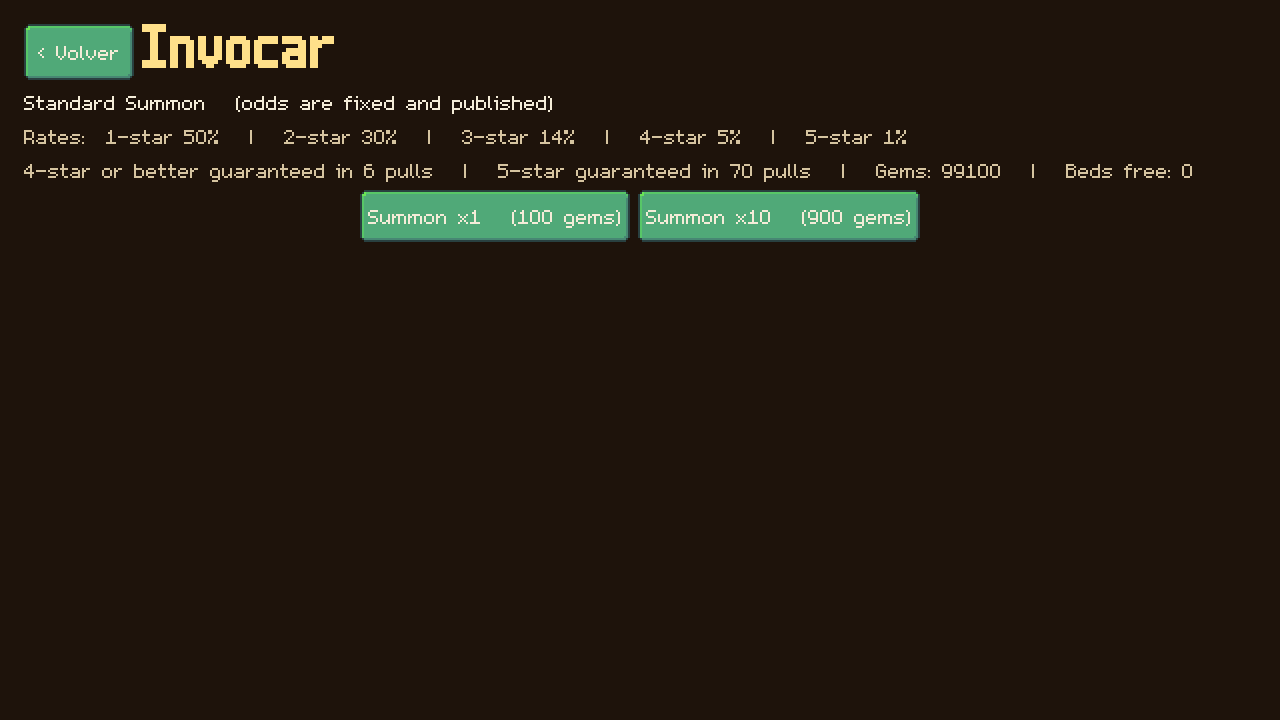 < Volver
Invocar
Standard Summon (odds are fixed and published)
Rates: 1-star 50% | 2-star 30% | 3-star 14% | 4-star 5% | 5-star 1%
4-star or better guaranteed in 6 pulls | 5-star guaranteed in 70 pulls | Gems: 99100 | Beds free: 0
Summon x1 (100 gems)
Summon x10 (900 gems)